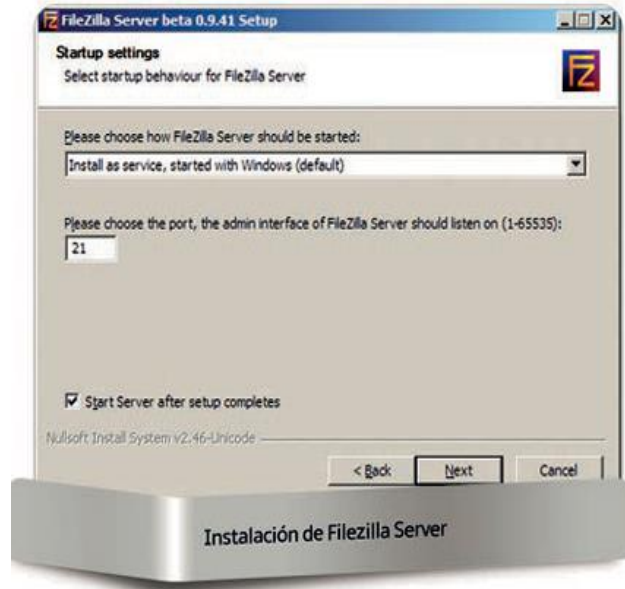 FileZilla Server beta 0.9.41 Setup
Startup settings
Select startup behaviour for FileZilla Server
FZ
Please choose how FileZilla Server should be started:
Install as service, started with Windows (default)
Please choose the port, the admin interface of FileZilla Server should listen on (1-65535):
21
Start Server after setup completes
Nullsoft Install System v2.46-Unicode
< Back Next Cancel
Instalación de Filezilla Server